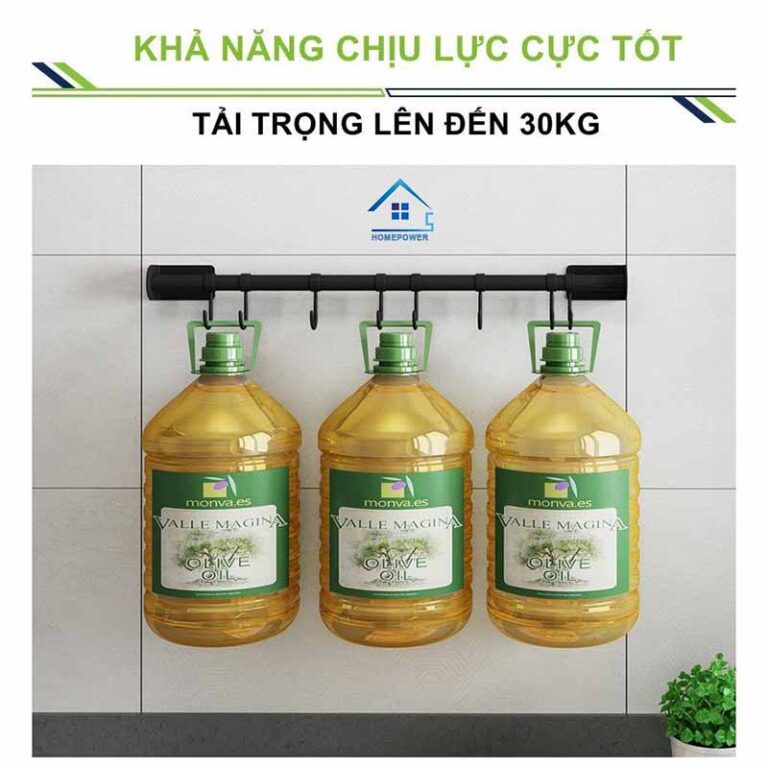 KHẢ NĂNG CHỊU LỰC CỰC TỐT
TẢI TRỌNG LÊN ĐẾN 30KG
HOMEPOWER
monva.es
VALLE MAGINA
OLIVE
OIL
monva.es
VALLE MAGINA
OLIVE
OIL
monva.es
VALLE MAGINA
OLIVE
OIL